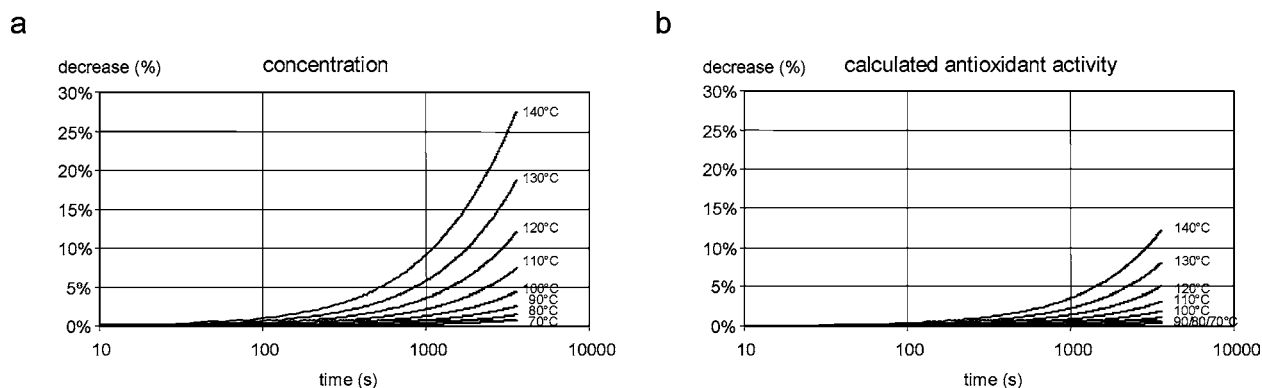 a
decrease (%) concentration
30%
25%
20%
15%
10%
5%
0%
140°C
130°C
120°C
110°C
100°C
90°C
80°C
70°C
10 100 1000 10000
time (s)
b
decrease (%) calculated antioxidant activity
30%
25%
20%
15%
10%
5%
0%
140°C
130°C
120°C
110°C
100°C
90/80/70°C
10 100 1000 10000
time (s)